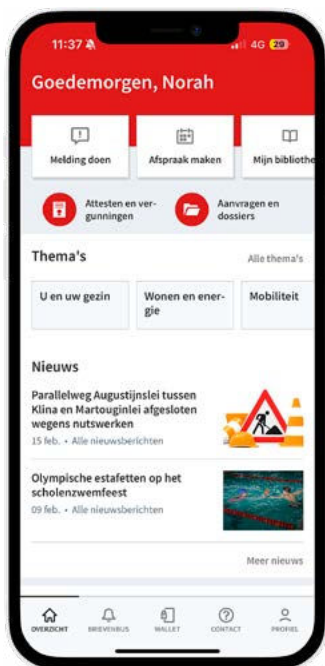 11:37
4G 29
Goedemorgen, Norah
Melding doen
Afspraak maken
Mijn bibliothe
Attesten en ver-
gunningen
Aanvragen en
dossiers
Thema's
Alle thema's
U en uw gezin
Wonen en ener-
gie
Mobiliteit
Nieuws
Parallelweg Augustijnslei tussen
Klina en Martouginlei afgesloten
wegens nutswerken
15 feb. • Alle nieuwsberichten
Olympische estafetten op het
scholenzwemfeest
09 feb. • Alle nieuwsberichten
Meer nieuws
OVERZICHT
BRIEVENBUS
WALLET
CONTACT
PROFIEL